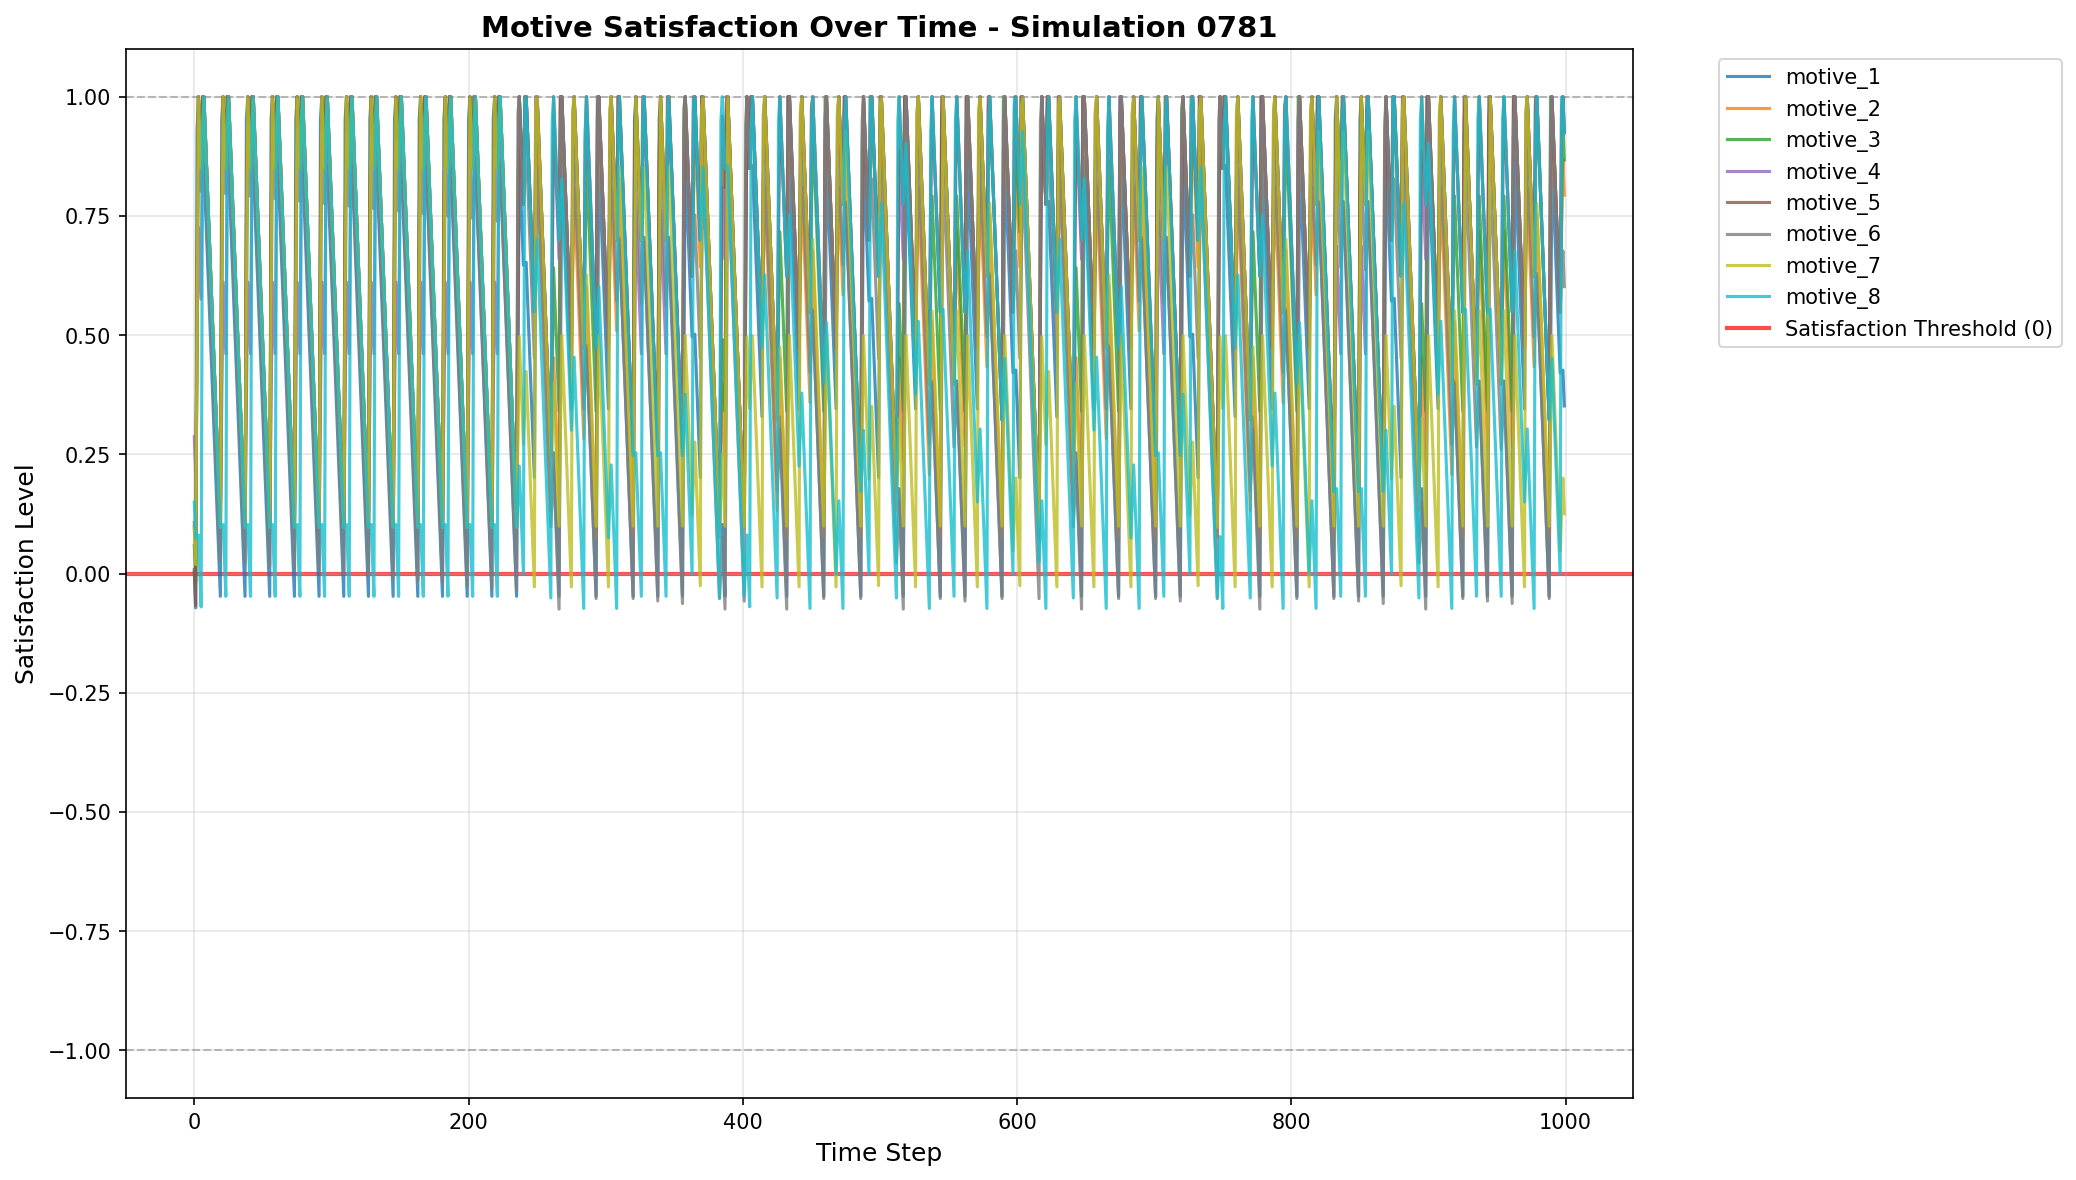 Motive Satisfaction Over Time - Simulation 0781
Satisfaction Level
1.00
0.75
0.50
0.25
0.00
−0.25
−0.50
−0.75
−1.00
0
200
400
600
800
1000
Time Step
motive_1
motive_2
motive_3
motive_4
motive_5
motive_6
motive_7
motive_8
Satisfaction Threshold (0)